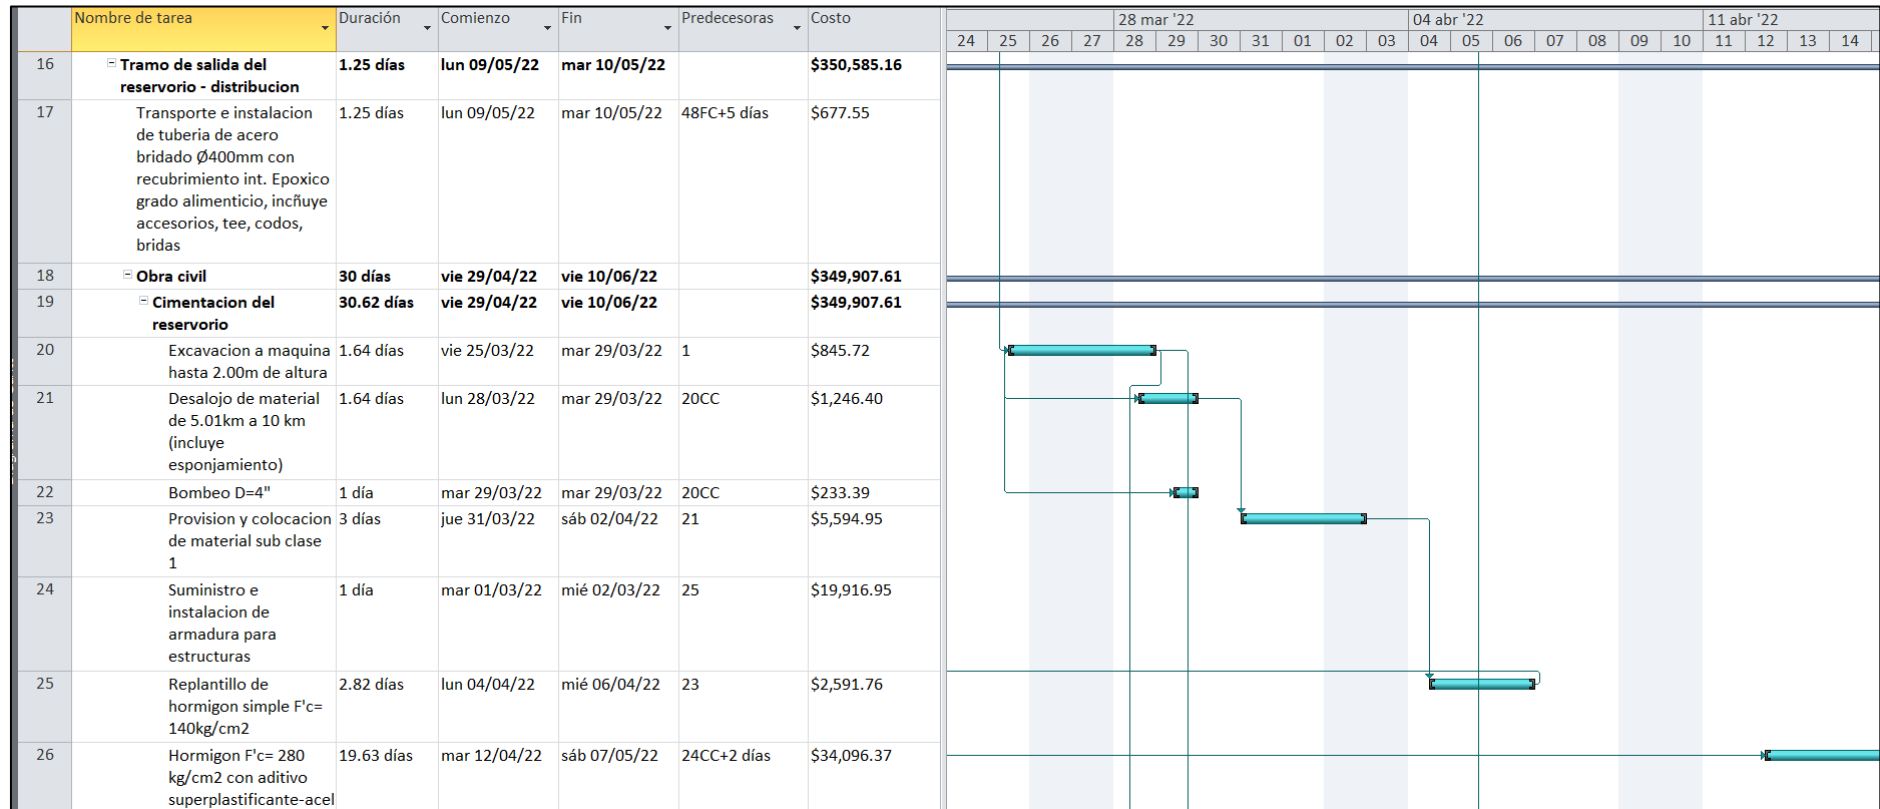 Nombre de tarea Duración Comienzo Fin Predecesoras Costo
28 mar '22 04 abr '22 11 abr '22
24 25 26 27 28 29 30 31 01 02 03 04 05 06 07 08 09 10 11 12 13 14
16 Tramo de salida del 1.25 días lun 09/05/22 mar 10/05/22 $350,585.16
reservorio - distribucion
17 Transporte e instalacion 1.25 días lun 09/05/22 mar 10/05/22 48FC+5 días $677.55
de tuberia de acero
bridado Ø400mm con
recubrimiento int. Epoxico
grado alimenticio, incñuye
accesorios, tee, codos,
bridas
18 Obra civil 30 días vie 29/04/22 vie 10/06/22 $349,907.61
19 Cimentacion del 30.62 días vie 29/04/22 vie 10/06/22 $349,907.61
reservorio
20 Excavacion a maquina 1.64 días vie 25/03/22 mar 29/03/22 1 $845.72
hasta 2.00m de altura
21 Desalojo de material 1.64 días lun 28/03/22 mar 29/03/22 20CC $1,246.40
de 5.01km a 10 km
(incluye
esponjamiento)
22 Bombeo D=4" 1 día mar 29/03/22 mar 29/03/22 20CC $233.39
23 Provision y colocacion 3 días jue 31/03/22 sáb 02/04/22 21 $5,594.95
de material sub clase
1
24 Suministro e 1 día mar 01/03/22 mié 02/03/22 25 $19,916.95
instalacion de
armadura para
estructuras
25 Replantillo de 2.82 días lun 04/04/22 mié 06/04/22 23 $2,591.76
hormigon simple F'c=
140kg/cm2
26 Hormigon F'c= 280 19.63 días mar 12/04/22 sáb 07/05/22 24CC+2 días $34,096.37
kg/cm2 con aditivo
superplastificante-acel